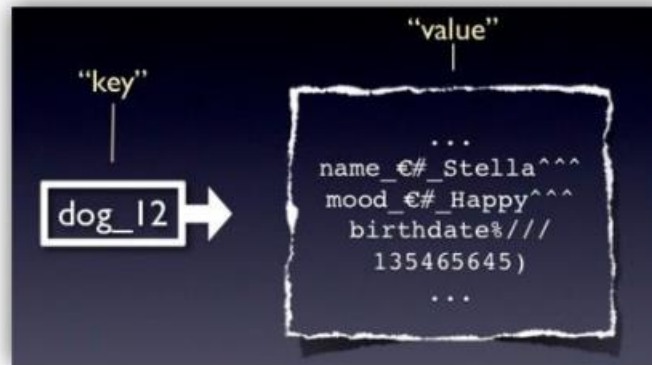 “value”
“key”
dog_12
...
name_€#_Stella^^^
mood_€#_Happy^^^
birthdate%///
135465645)
...